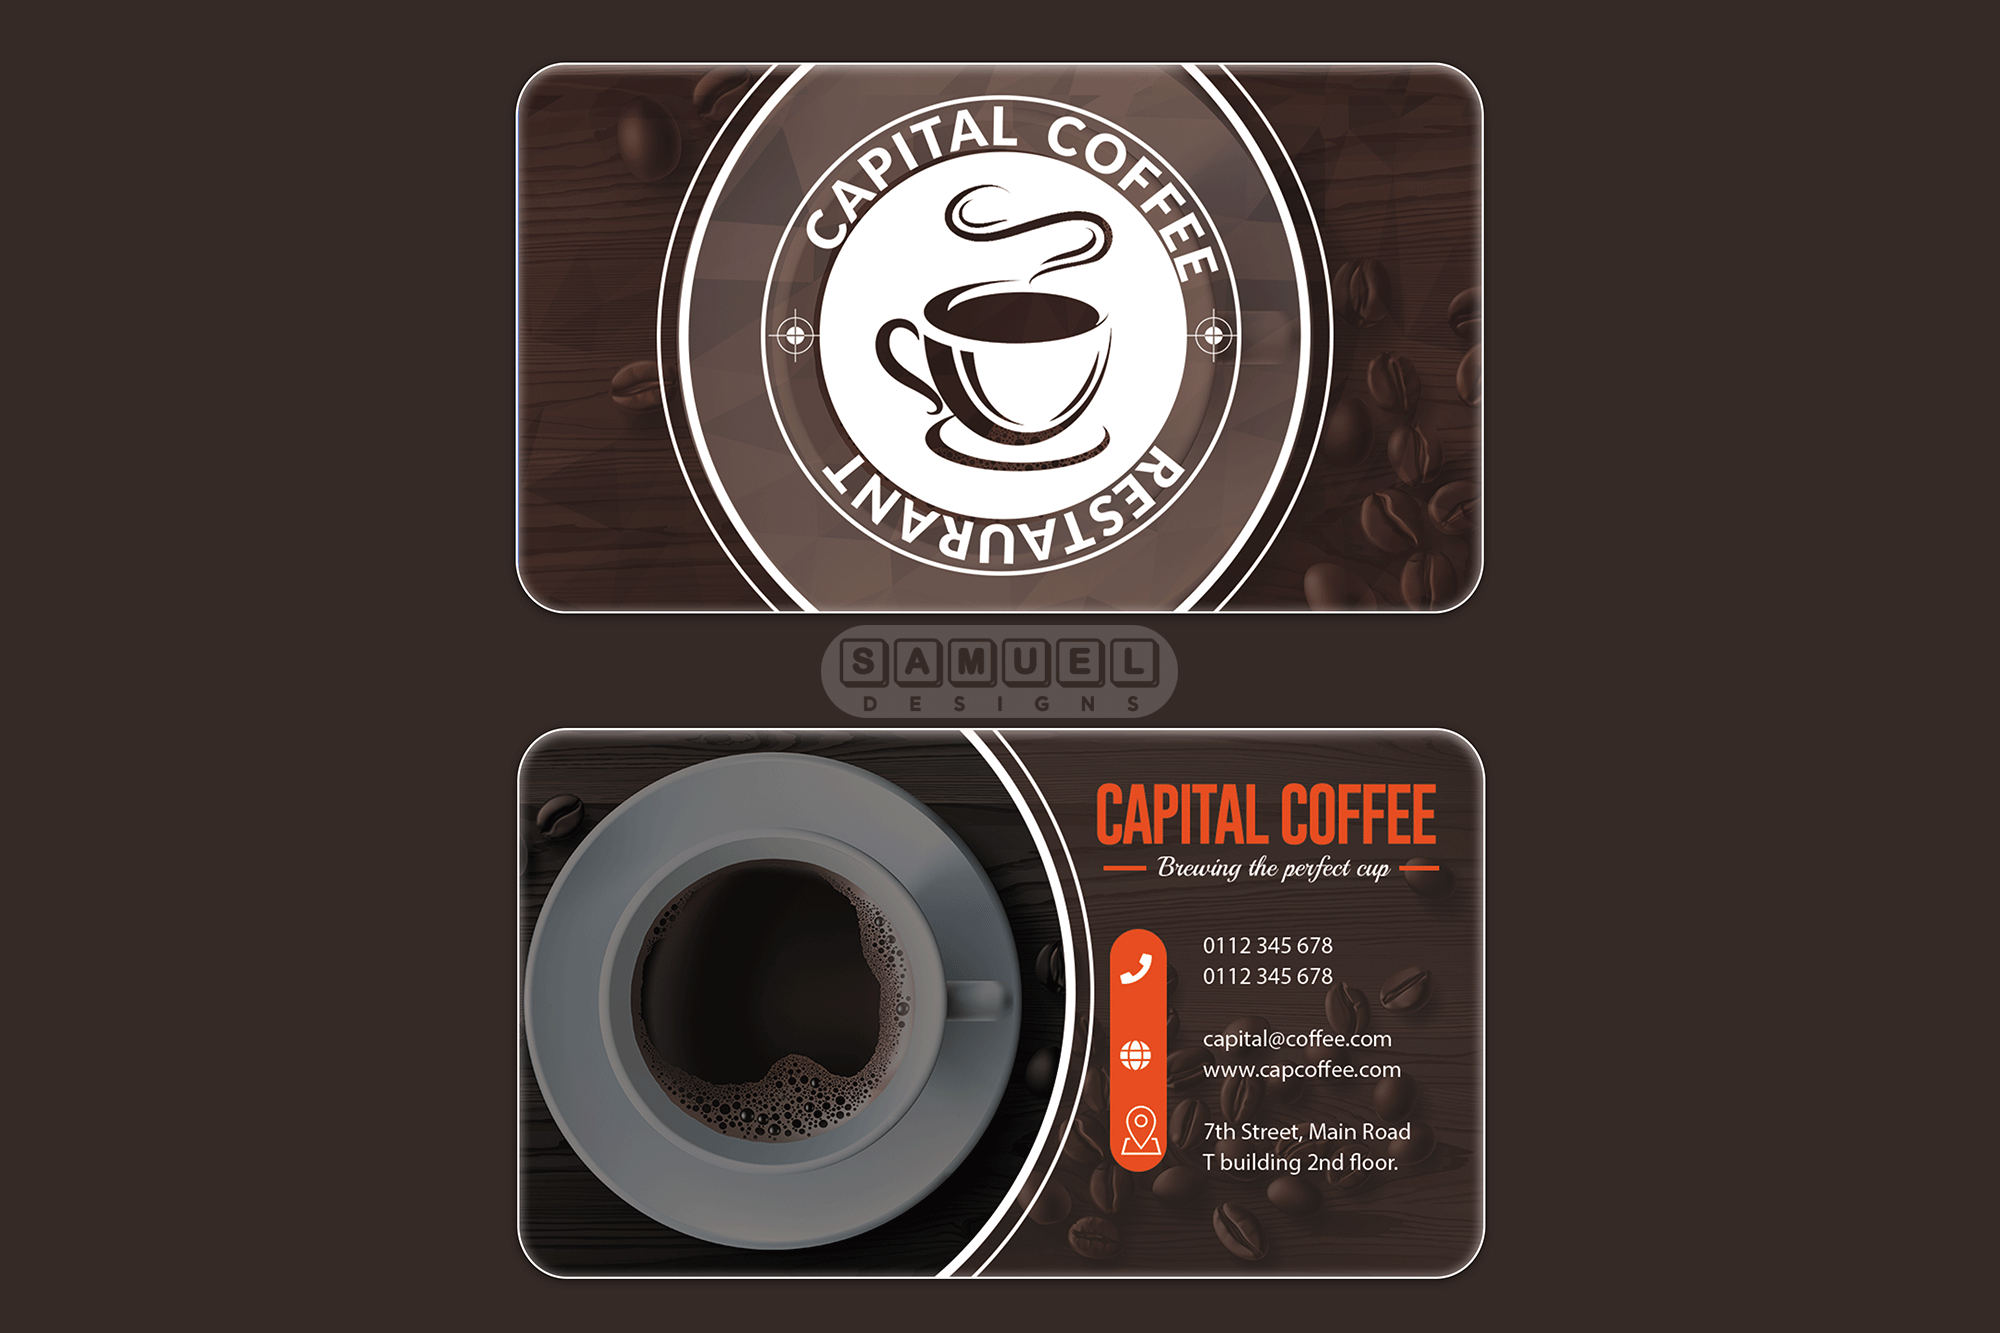 CAPITAL COFFEE
RESTAURANT
SAMUEL
DESIGNS
CAPITAL COFFEE
Brewing the perfect cup
0112 345 678
0112 345 678
capital@coffee.com
www.capcoffee.com
7th Street, Main Road
T building 2nd floor.